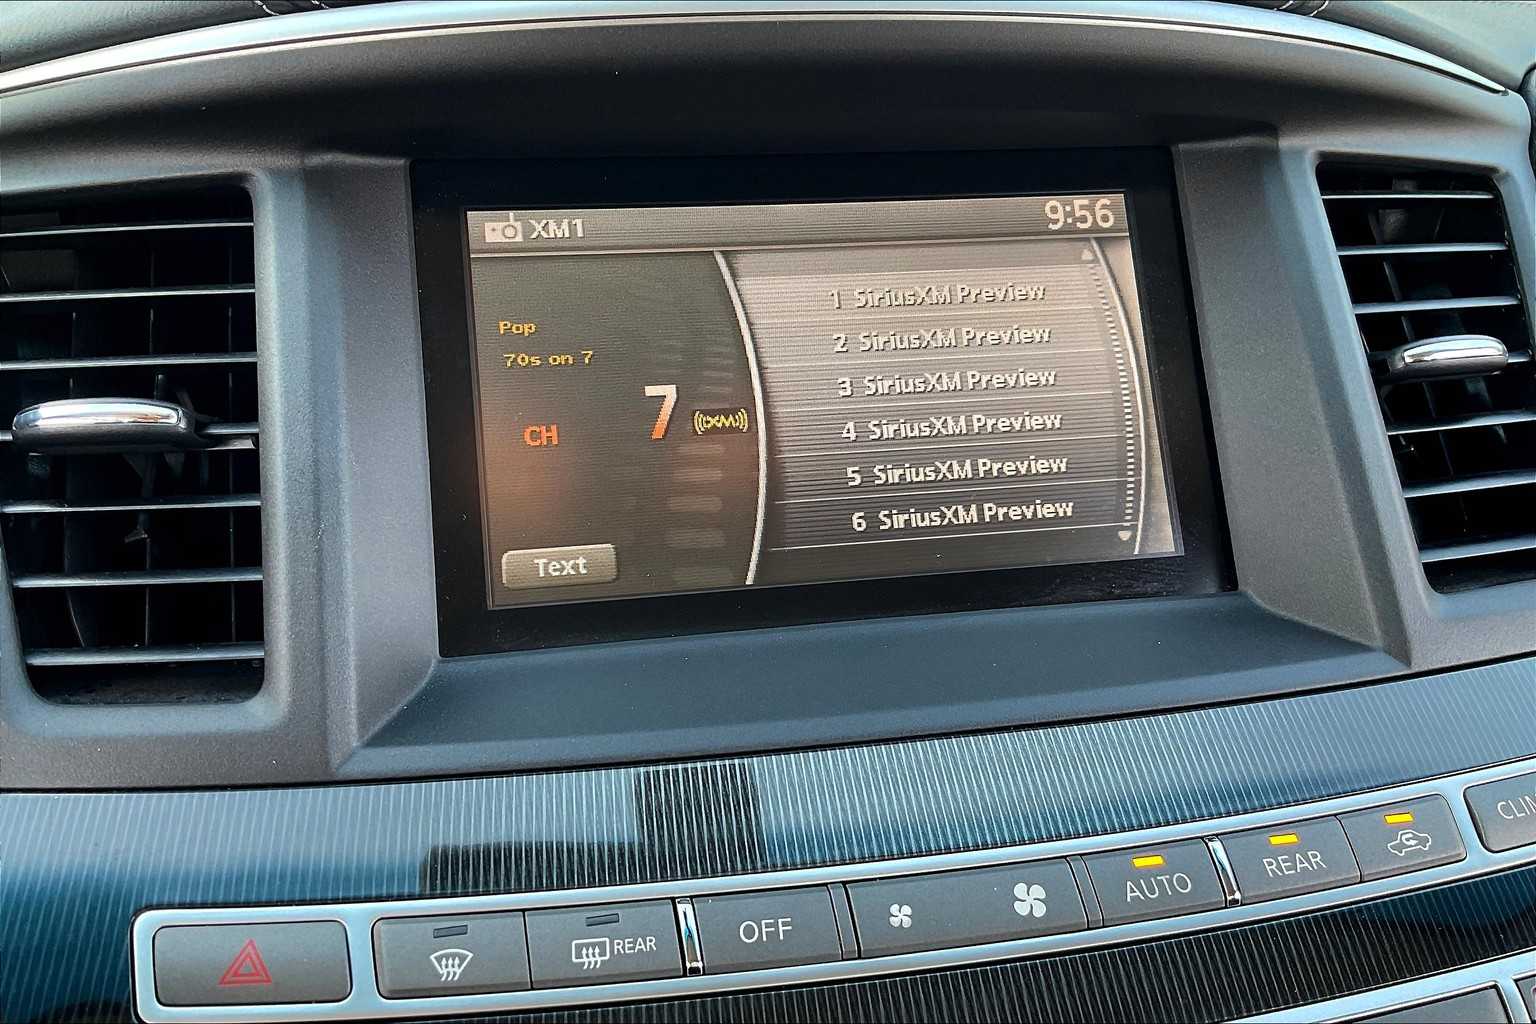 XM1
9:56
Pop
70s on 7
CH
7
((XM))
Text
1 SiriusXM Preview
2 SiriusXM Preview
3 SiriusXM Preview
4 SiriusXM Preview
5 SiriusXM Preview
6 SiriusXM Preview
REAR
OFF
AUTO
REAR
CLI